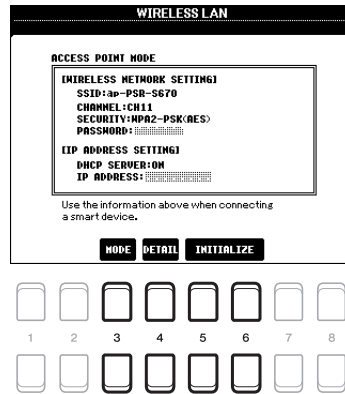 WIRELESS LAN
ACCESS POINT MODE
[WIRELESS NETWORK SETTING]
SSID:ap-PSR-S670
CHANNEL:CH11
SECURITY:WPA2-PSK(AES)
PASSWORD:
[IP ADDRESS SETTING]
DHCP SERVER:ON
IP ADDRESS:
Use the information above when connecting
a smart device.
MODE DETAIL INITIALIZE
1 2 3 4 5 6 7 8